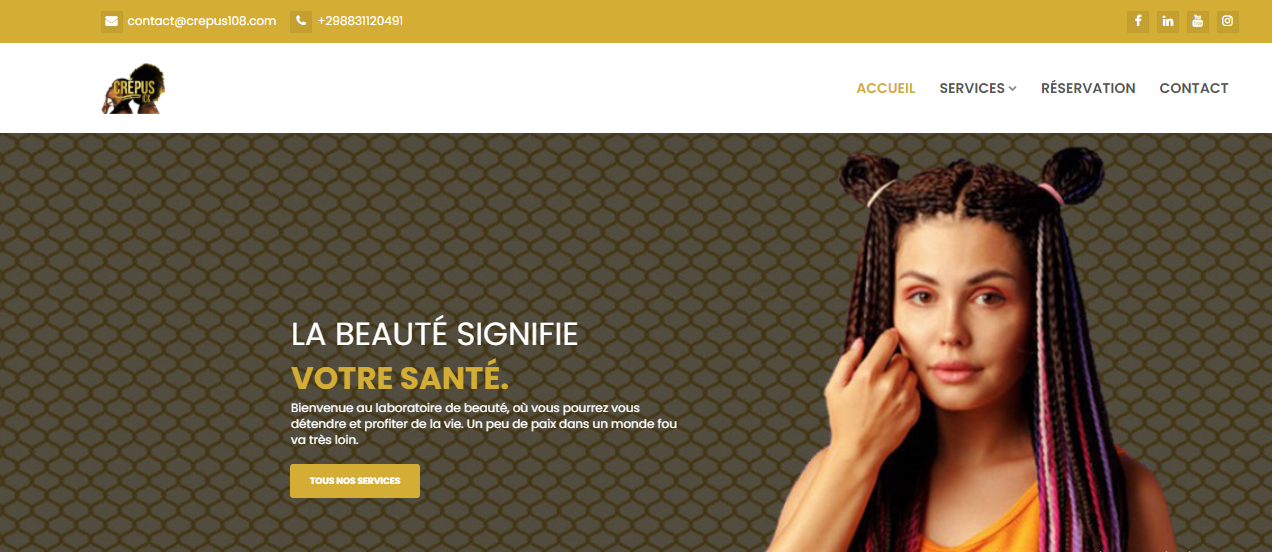 contact@crepus108.com +298831120491
CRÉPUS
ACCUEIL SERVICES RÉSERVATION CONTACT
LA BEAUTÉ SIGNIFIE
VOTRE SANTÉ.
Bienvenue au laboratoire de beauté, où vous pourrez vous
détendre et profiter de la vie. Un peu de paix dans un monde fou
va très loin.
TOUS NOS SERVICES